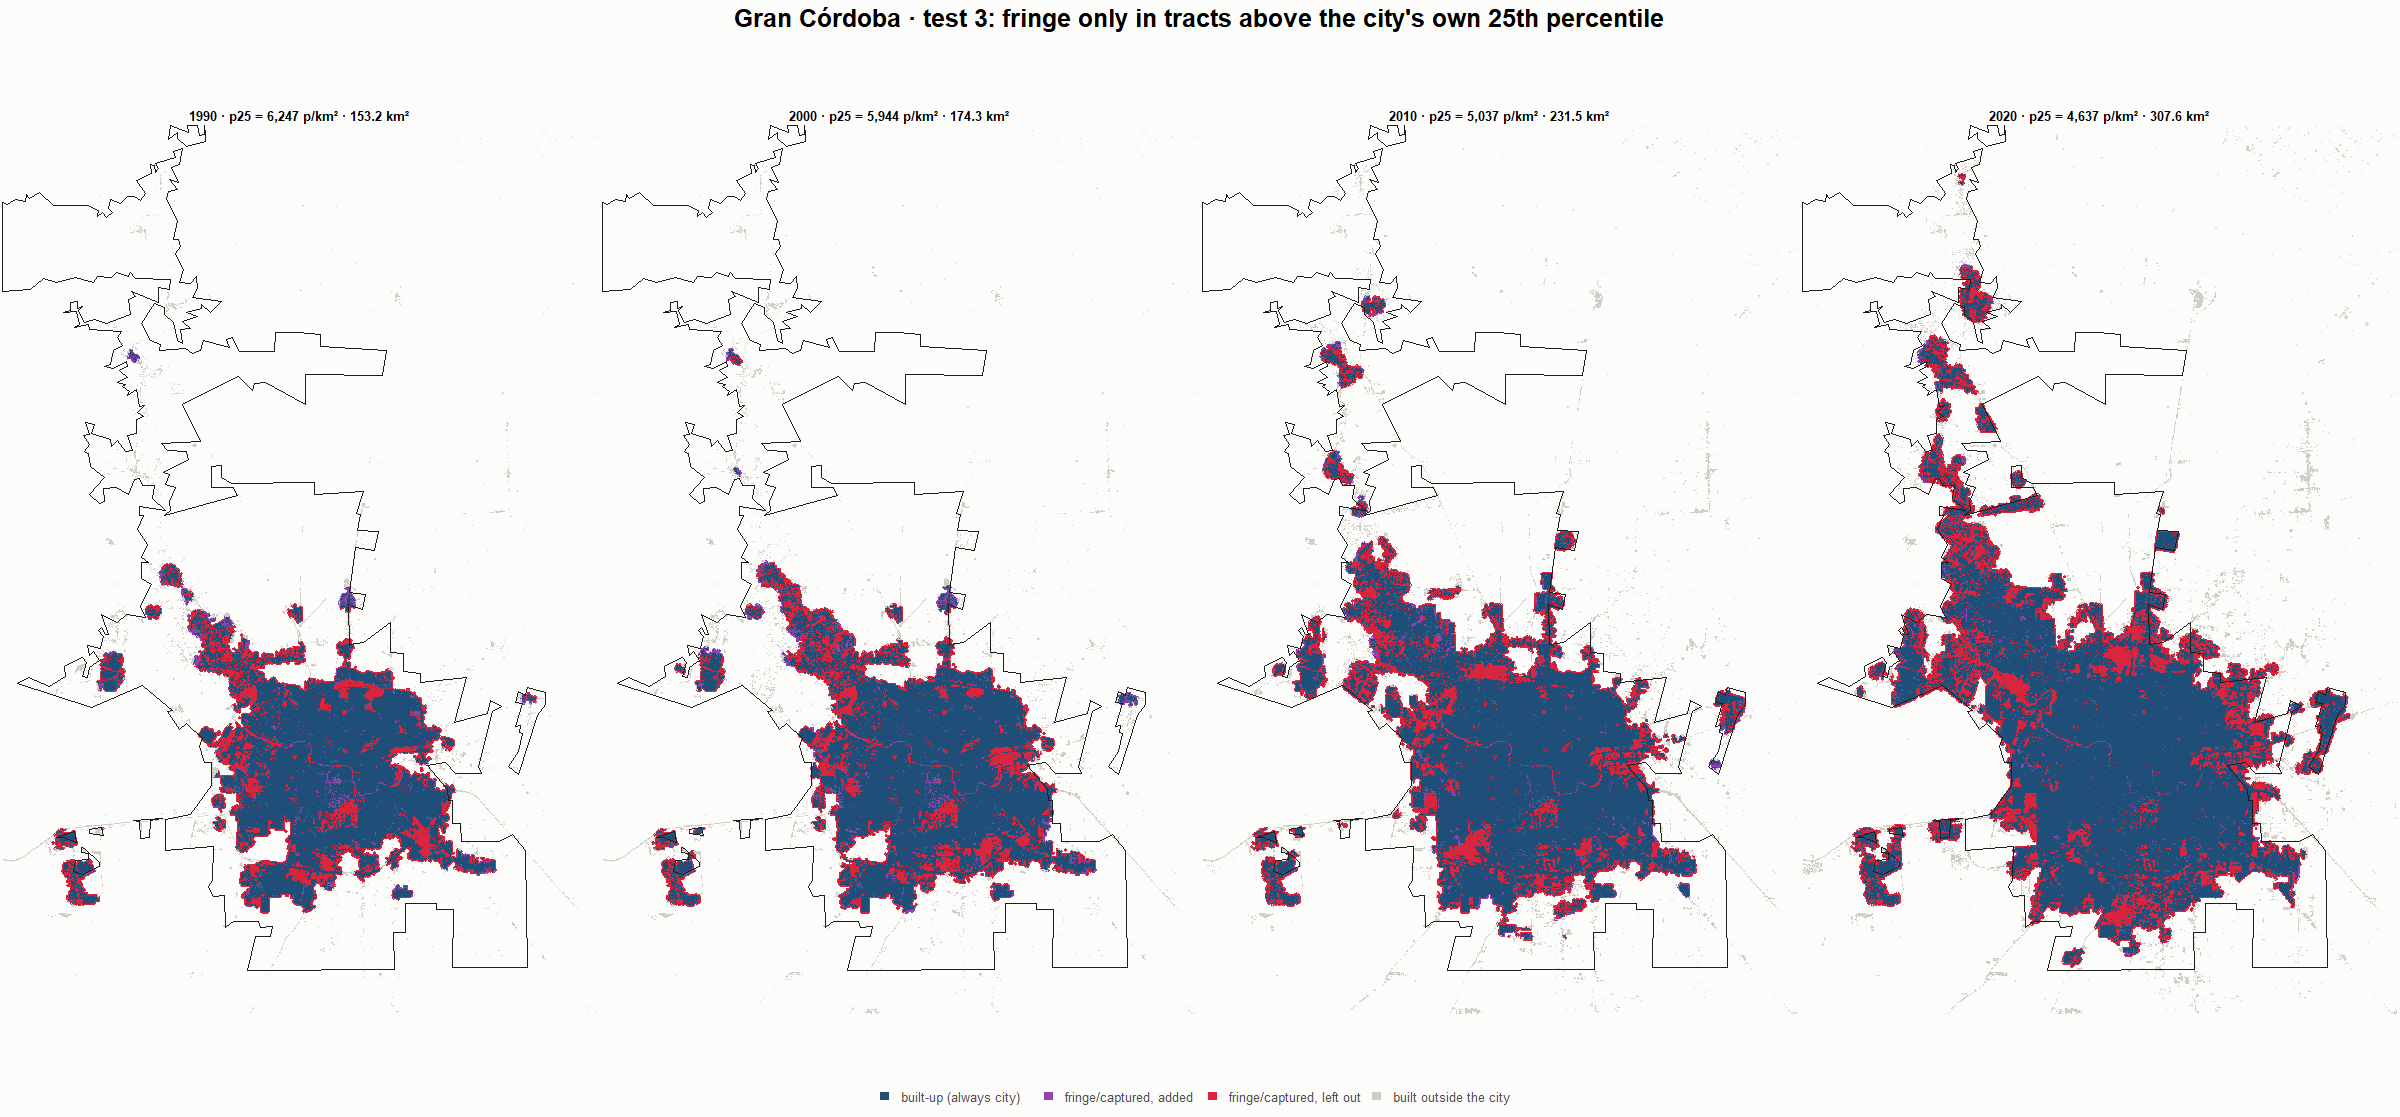 Gran Córdoba · test 3: fringe only in tracts above the city's own 25th percentile
1990 · p25 = 6,247 p/km² · 153.2 km²
2000 · p25 = 5,944 p/km² · 174.3 km²
2010 · p25 = 5,037 p/km² · 231.5 km²
2020 · p25 = 4,637 p/km² · 307.6 km²
built-up (always city)
fringe/captured, added
fringe/captured, left out
built outside the city